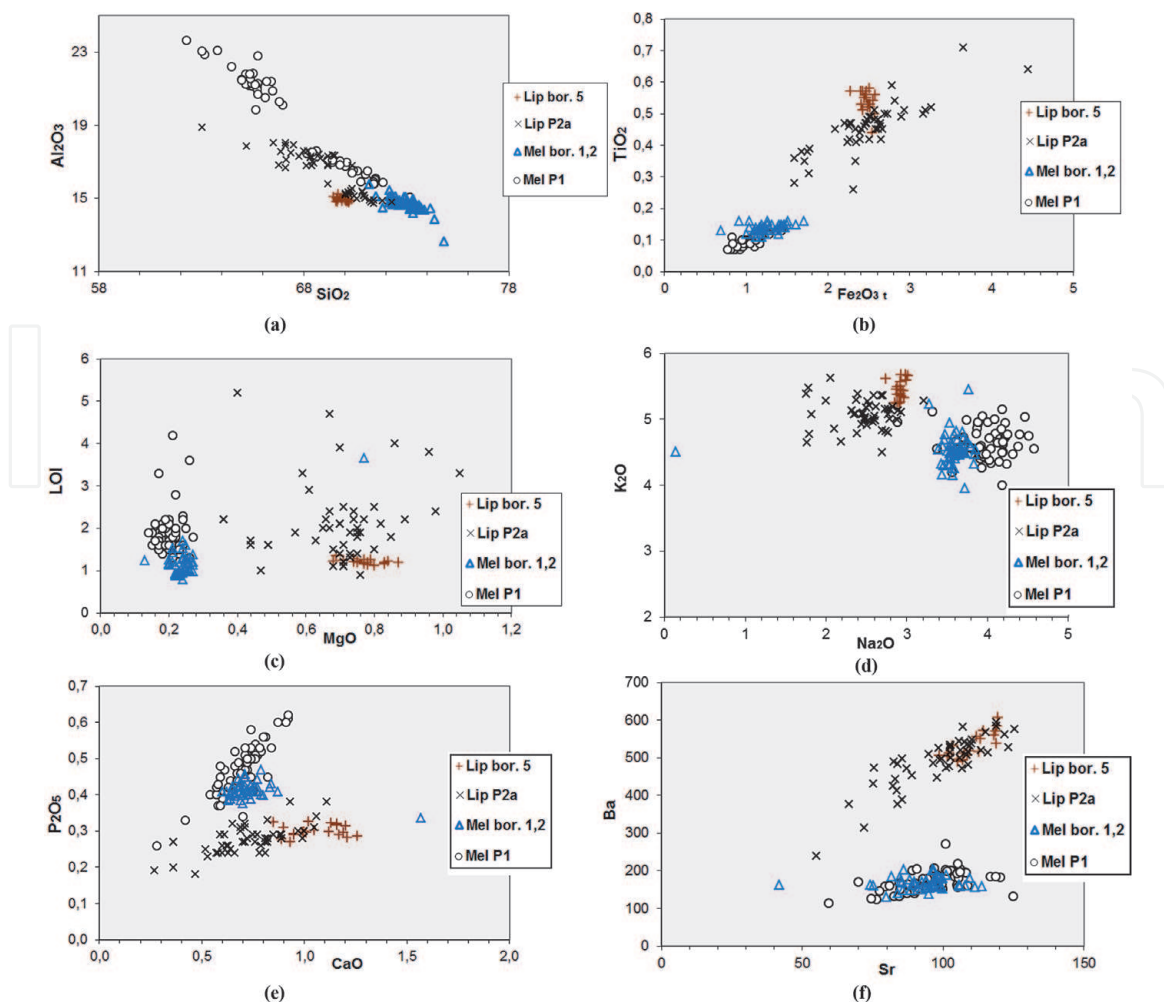 23
19
15
11
Al₂O₃
58
68
78
SiO₂
+ Lip bor. 5
× Lip P2a
△ Mel bor. 1,2
○ Mel P1
(a)
0,8
0,7
0,6
0,5
0,4
0,3
0,2
0,1
0,0
TiO₂
0
1
2
3
4
5
Fe₂O₃ t
+ Lip bor. 5
× Lip P2a
△ Mel bor. 1,2
○ Mel P1
(b)
6
5
4
3
2
1
0
LOI
0,0
0,2
0,4
0,6
0,8
1,0
1,2
MgO
+ Lip bor. 5
× Lip P2a
△ Mel bor. 1,2
○ Mel P1
(c)
6
5
4
3
2
K₂O
0
1
2
3
4
5
Na₂O
+ Lip bor. 5
× Lip P2a
△ Mel bor. 1,2
○ Mel P1
(d)
0,7
0,6
0,5
0,4
0,3
0,2
0,1
0,0
P₂O₅
0,0
0,5
1,0
1,5
2,0
CaO
+ Lip bor. 5
× Lip P2a
△ Mel bor. 1,2
○ Mel P1
(e)
700
600
500
400
300
200
100
0
Ba
0
50
100
150
Sr
+ Lip bor. 5
× Lip P2a
△ Mel bor. 1,2
○ Mel P1
(f)